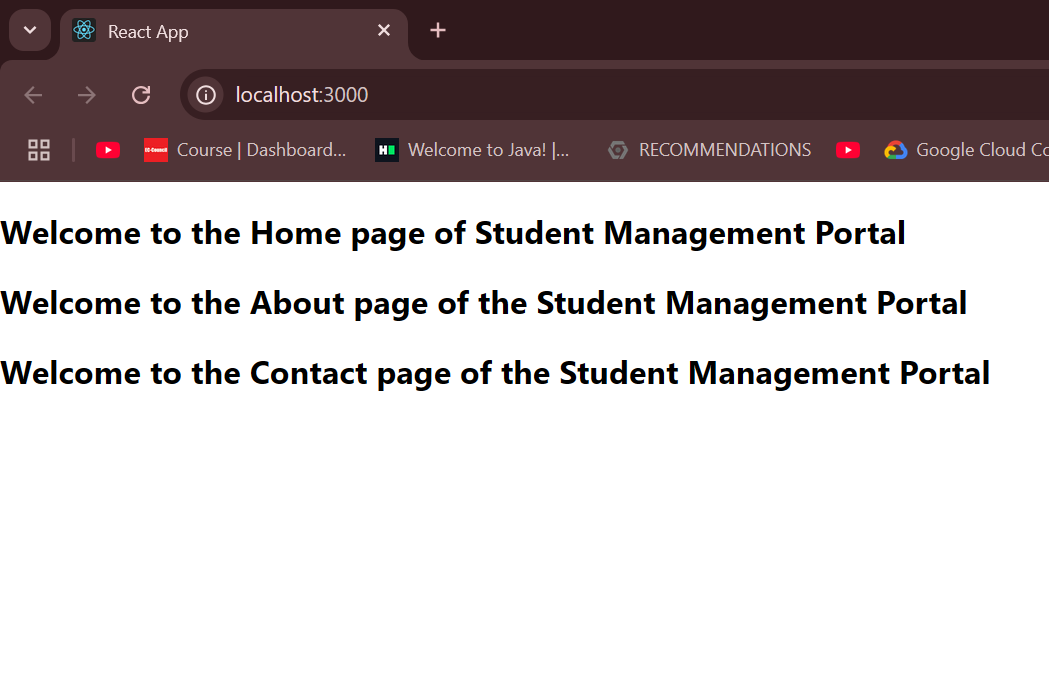 React App
localhost:3000
Course | Dashboard...
Welcome to Java! |...
RECOMMENDATIONS
Google Cloud Co
Welcome to the Home page of Student Management Portal
Welcome to the About page of the Student Management Portal
Welcome to the Contact page of the Student Management Portal